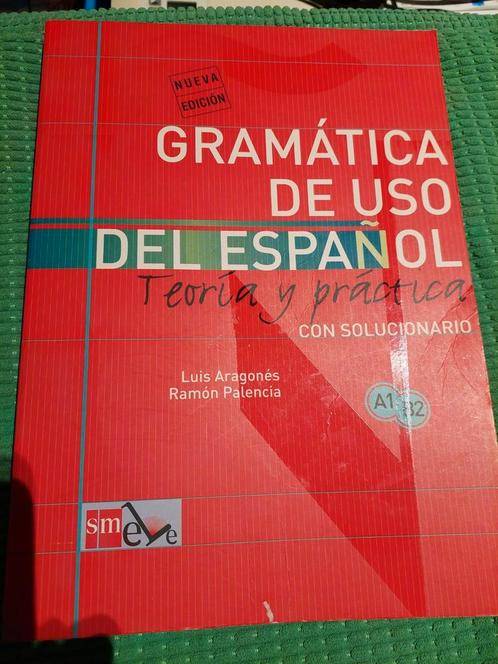 NUEVA
EDICIÓN
GRAMÁTICA
DE USO
DEL ESPAÑOL
Teoría y práctica
CON SOLUCIONARIO
Luis Aragonés
Ramón Palencia
A1
B2
sm
eLe